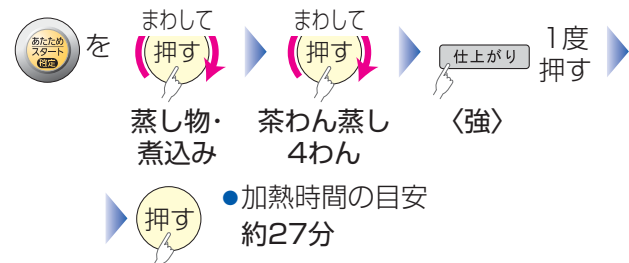 あたため
スタート
確定
を
まわして
押す
蒸し物・
煮込み
まわして
押す
茶わん蒸し
4わん
仕上がり
1度
押す
〈強〉
押す
●加熱時間の目安
約27分